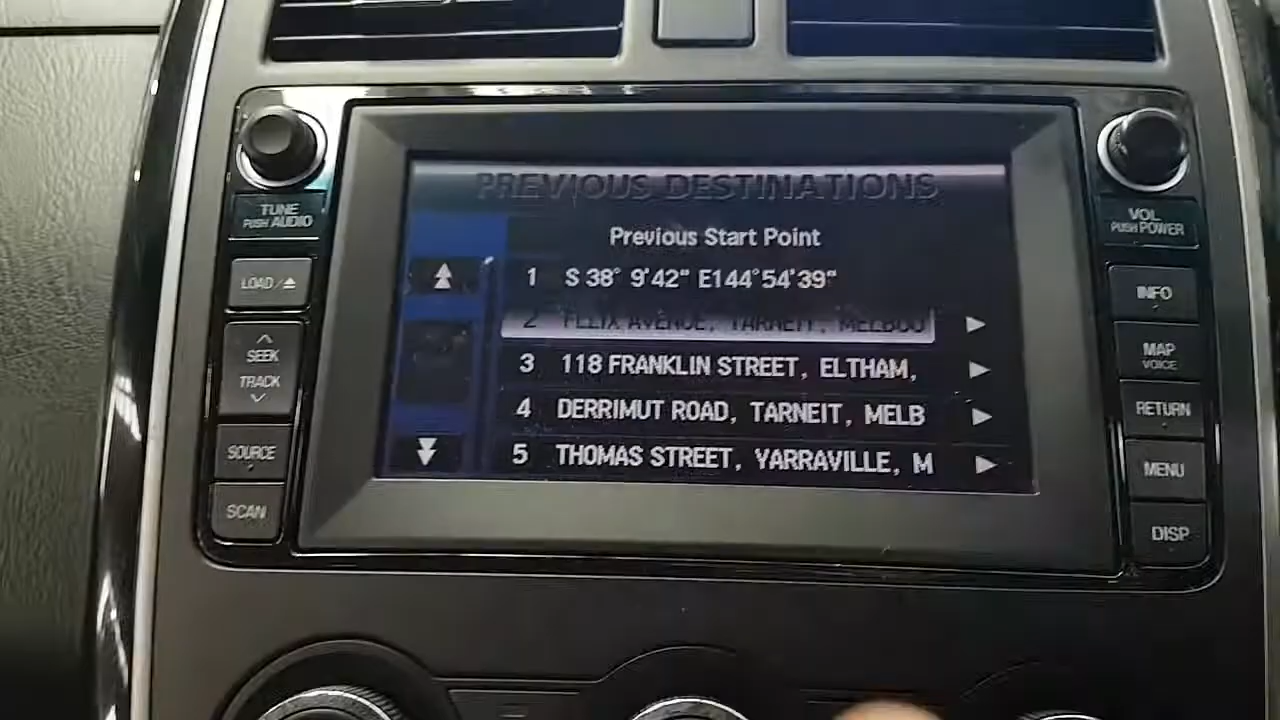 PREVIOUS DESTINATIONS
Previous Start Point
1 S 38° 9'42" E144°54'39"
2 FELIX AVENUE, TARNEIT, MELBOU
3 118 FRANKLIN STREET, ELTHAM,
4 DERRIMUT ROAD, TARNEIT, MELB
5 THOMAS STREET, YARRAVILLE, M
TUNE
PUSH AUDIO
LOAD/
SEEK
TRACK
SOURCE
SCAN
VOL
PUSH POWER
INFO
MAP
VOICE
RETURN
MENU
DISP